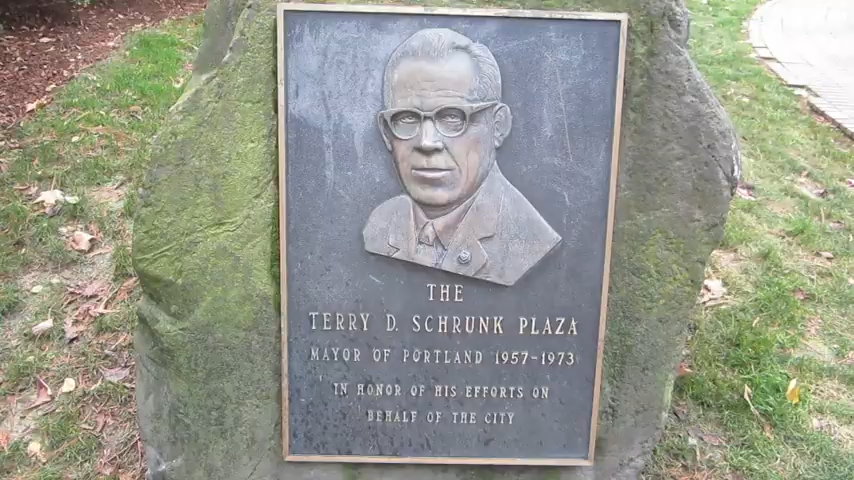 THE
TERRY D. SCHRUNK PLAZA
MAYOR OF PORTLAND 1957-1973
IN HONOR OF HIS EFFORTS ON
BEHALF OF THE CITY